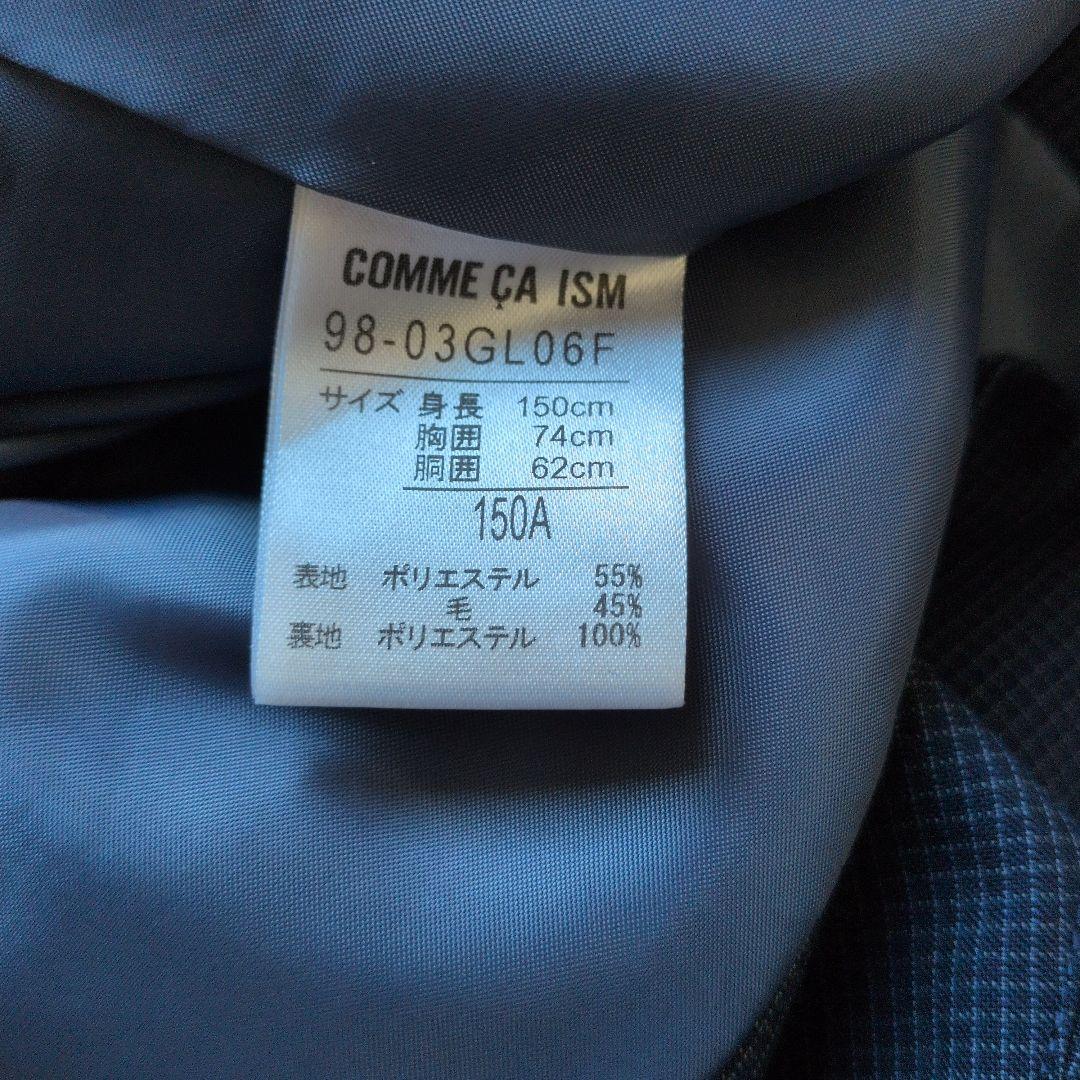 COMME ÇA ISM
98-03GL06F
サイズ 身長 150cm
胸囲 74cm
胴囲 62cm
150A
表地 ポリエステル 55%
毛 45%
裏地 ポリエステル 100%